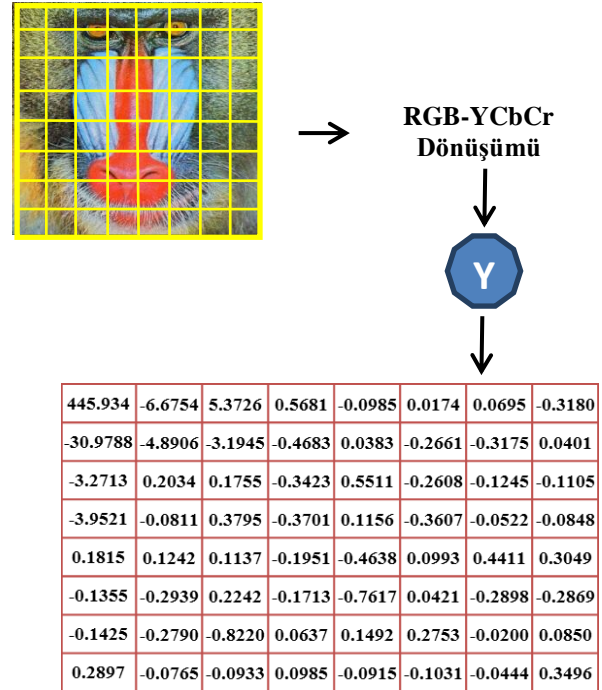 RGB-YCbCr
Dönüşümü
Y
445.934 -6.6754 5.3726 0.5681 -0.0985 0.0174 0.0695 -0.3180
-30.9788 -4.8906 -3.1945 -0.4683 0.0383 -0.2661 -0.3175 0.0401
-3.2713 0.2034 0.1755 -0.3423 0.5511 -0.2608 -0.1245 -0.1105
-3.9521 -0.0811 0.3795 -0.3701 0.1156 -0.3607 -0.0522 -0.0848
0.1815 0.1242 0.1137 -0.1951 -0.4638 0.0993 0.4411 0.3049
-0.1355 -0.2939 0.2242 -0.1713 -0.7617 0.0421 -0.2898 -0.2869
-0.1425 -0.2790 -0.8220 0.0637 0.1492 0.2753 -0.0200 0.0850
0.2897 -0.0765 -0.0933 0.0985 -0.0915 -0.1031 -0.0444 0.3496